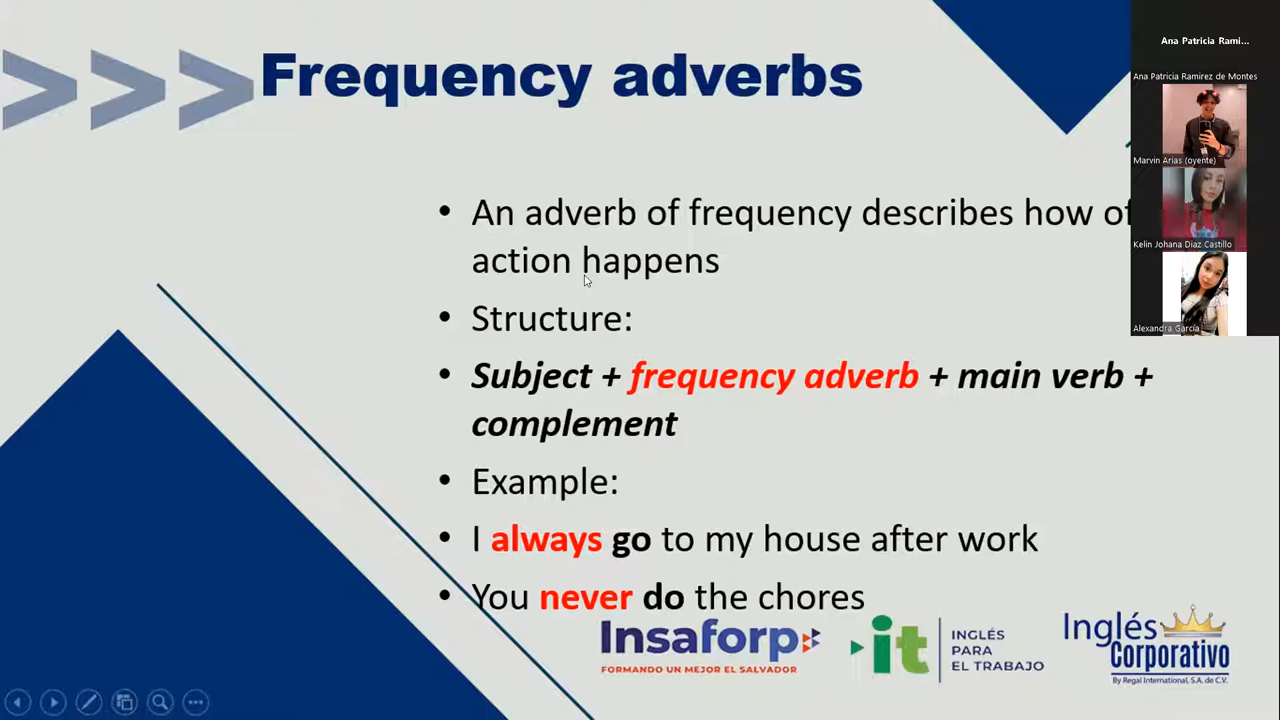 Frequency adverbs
Ana Patricia Rami...
Ana Patricia Ramirez de Montes
Marvin Arias (oyente)
Kelin Johana Diaz Castillo
Alexandra García
• An adverb of frequency describes how of
action happens
• Structure:
• Subject + frequency adverb + main verb +
complement
• Example:
• I always go to my house after work
• You never do the chores
Insaforp
FORMANDO UN MEJOR EL SALVADOR
it
INGLÉS
PARA
EL TRABAJO
Inglés
Corporativo
By Regal International, S.A. de C.V.